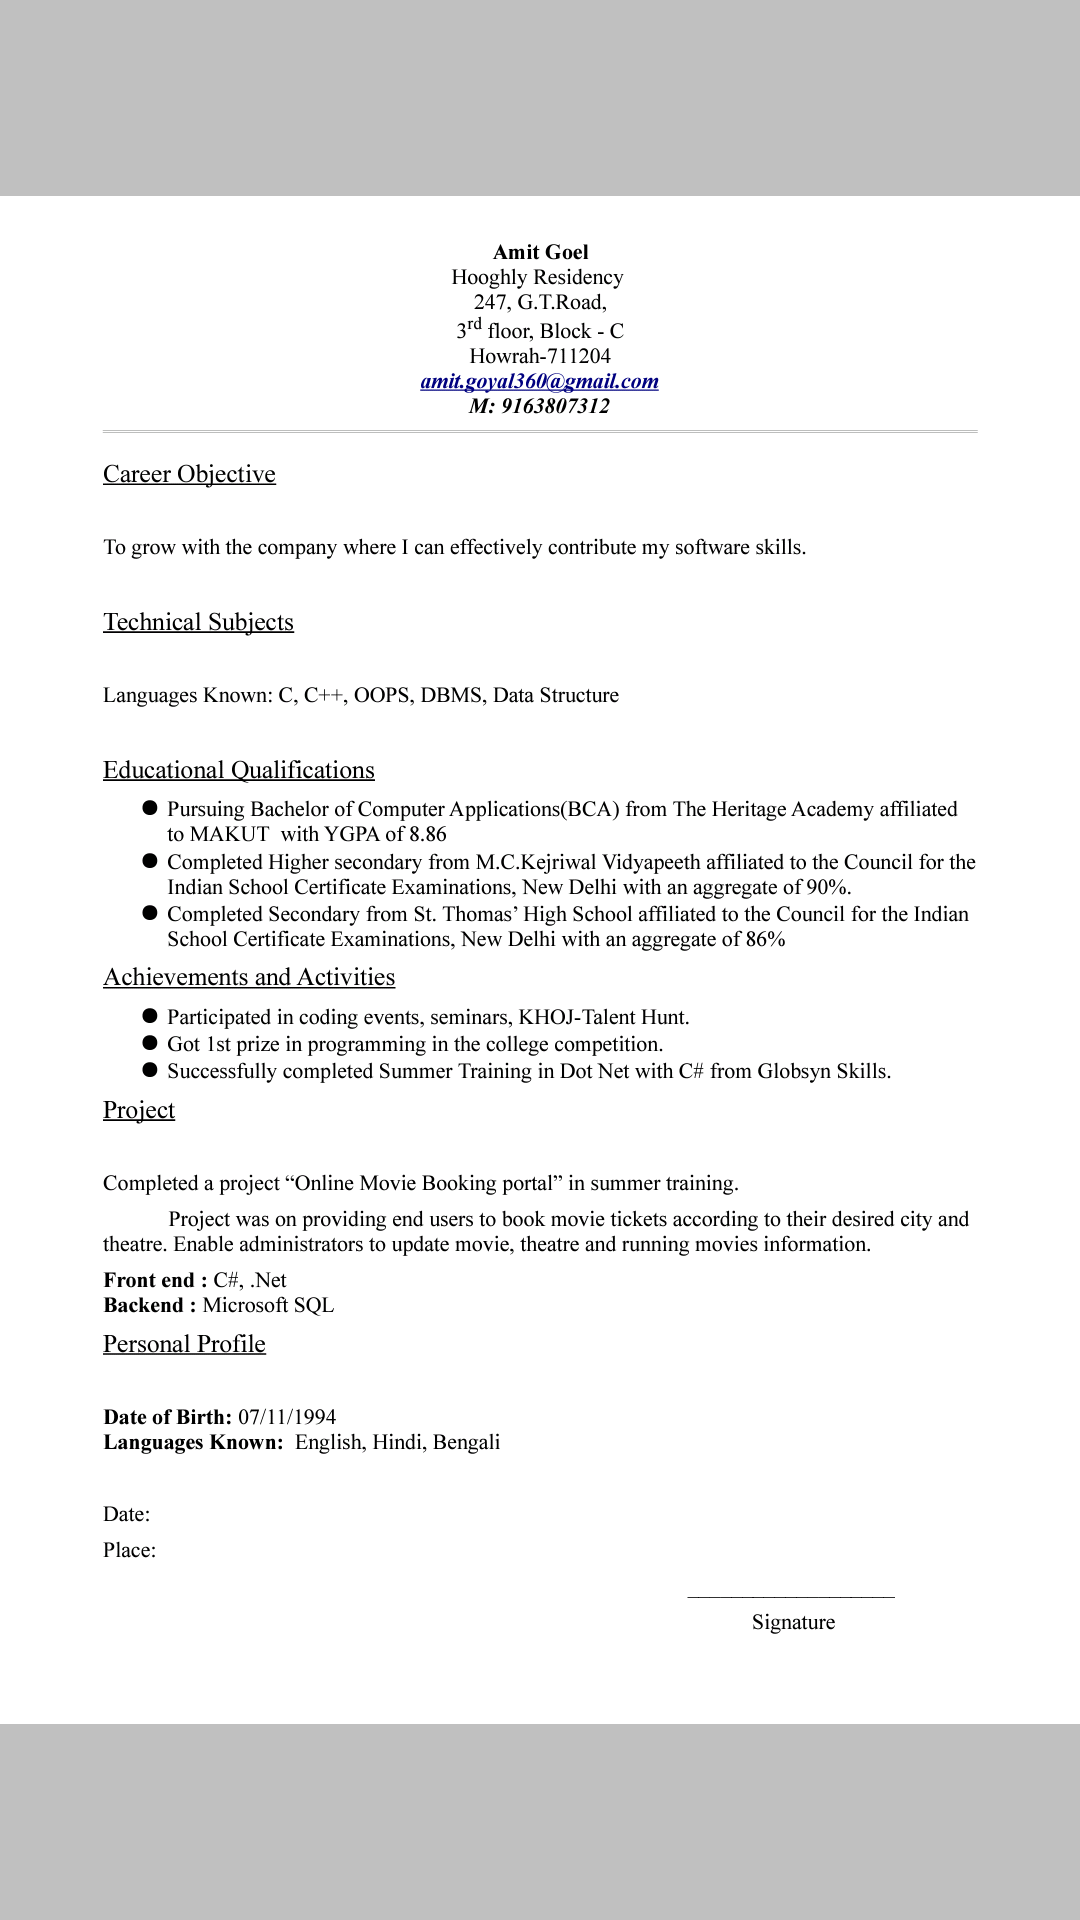 Amit Goel
Hooghly Residency
247, G.T.Road,
3rd floor, Block - C
Howrah-711204
amit.goyal360@gmail.com
M: 9163807312
Career Objective
To grow with the company where I can effectively contribute my software skills.
Technical Subjects
Languages Known: C, C++, OOPS, DBMS, Data Structure
Educational Qualifications
● Pursuing Bachelor of Computer Applications(BCA) from The Heritage Academy affiliated
to MAKUT  with YGPA of 8.86
● Completed Higher secondary from M.C.Kejriwal Vidyapeeth affiliated to the Council for the
Indian School Certificate Examinations, New Delhi with an aggregate of 90%.
● Completed Secondary from St. Thomas’ High School affiliated to the Council for the Indian
School Certificate Examinations, New Delhi with an aggregate of 86%
Achievements and Activities
● Participated in coding events, seminars, KHOJ-Talent Hunt.
● Got 1st prize in programming in the college competition.
● Successfully completed Summer Training in Dot Net with C# from Globsyn Skills.
Project
Completed a project “Online Movie Booking portal” in summer training.
Project was on providing end users to book movie tickets according to their desired city and
theatre. Enable administrators to update movie, theatre and running movies information.
Front end : C#, .Net
Backend : Microsoft SQL
Personal Profile
Date of Birth: 07/11/1994
Languages Known:  English, Hindi, Bengali
Date:
Place:
Signature